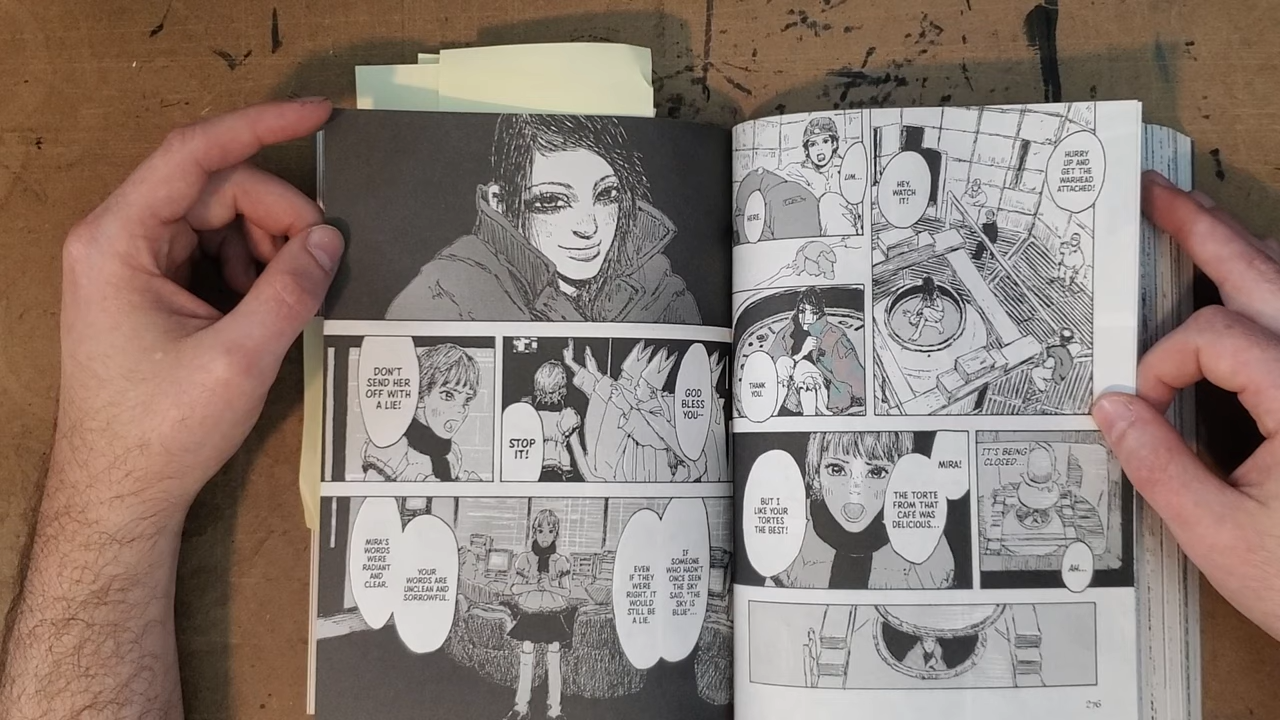 HURRY
UP AND
GET THE
WARHEAD
ATTACHED!
HEY,
WATCH
IT!
UM...
HERE.
THANK
YOU.
IT'S BEING
CLOSED...
AH...
MIRA!
THE TORTE
FROM THAT
CAFÉ WAS
DELICIOUS...
BUT I
LIKE YOUR
TORTES
THE BEST!
276
GOD
BLESS
YOU–
STOP
IT!
DON'T
SEND HER
OFF WITH
A LIE!
IF
SOMEONE
WHO HADN'T
ONCE SEEN
THE SKY
SAID, "THE
SKY IS
BLUE"...
EVEN
IF THEY
WERE
RIGHT, IT
WOULD
STILL BE
A LIE.
YOUR
WORDS ARE
UNCLEAN AND
SORROWFUL.
MIRA'S
WORDS
WERE
RADIANT
AND
CLEAR.